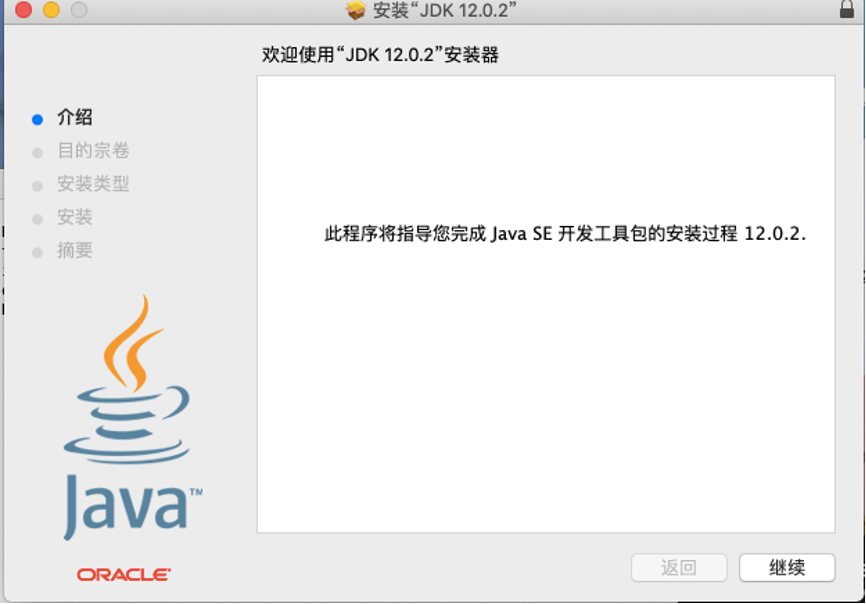 安装“JDK 12.0.2”
欢迎使用“JDK 12.0.2”安装器
介绍
目的宗卷
安装类型
安装
摘要
此程序将指导您完成 Java SE 开发工具包的安装过程 12.0.2.
Java™
ORACLE®
返回
继续